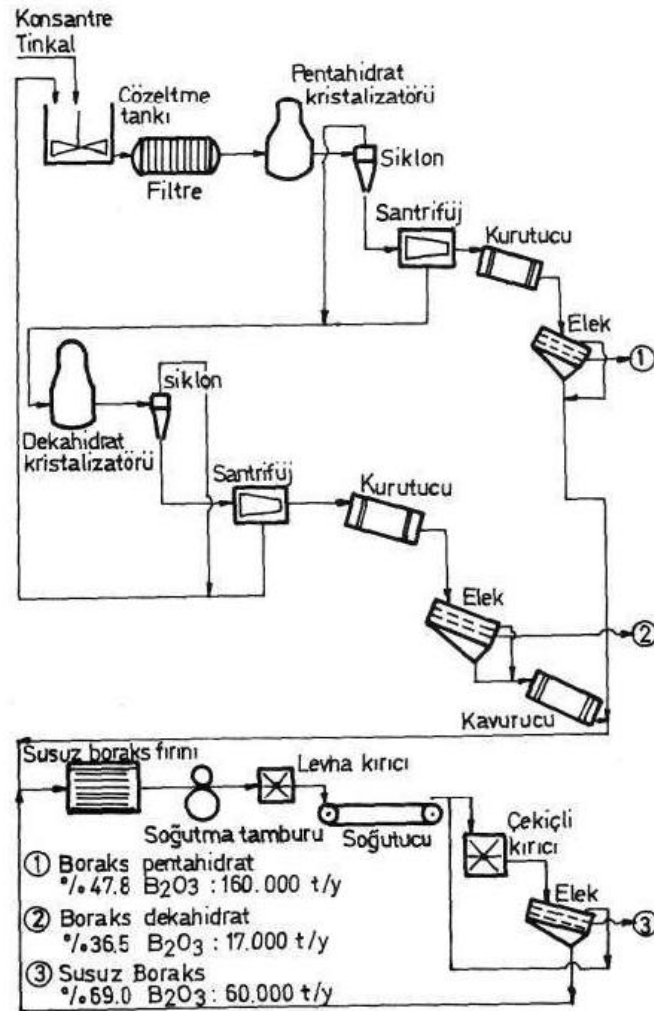 Konsantre
Tinkal
Çözeltme
tankı
Filtre
Pentahidrat
kristalizatörü
Siklon
Santrifüj
Kurutucu
Elek
1
Dekahidrat
kristalizatörü
siklon
Santrifüj
Kurutucu
Elek
2
Kavurucu
Susuz boraks fırını
Soğutma tamburu
Levha kırıcı
Soğutucu
Çekiçli
kırıcı
Elek
3
1 Boraks pentahidrat
%47.8 B2O3 : 160.000 t/y
2 Boraks dekahidrat
%36.5 B2O3 : 17.000 t/y
3 Susuz Boraks
%69.0 B2O3 : 60.000 t/y